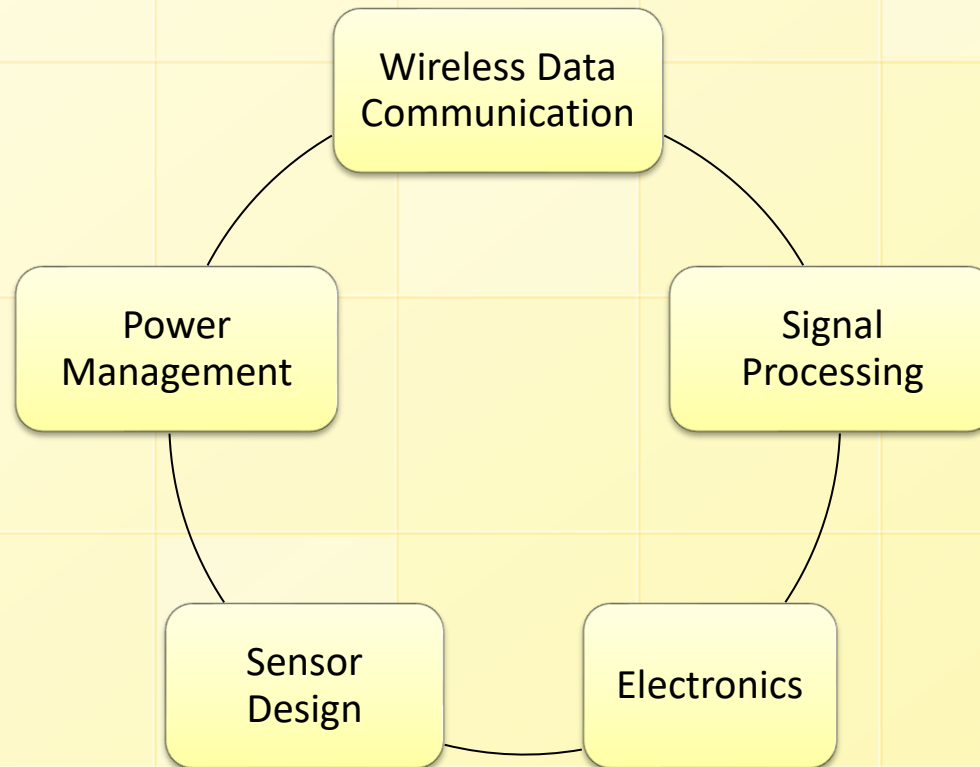 Wireless Data
Communication
Power
Management
Signal
Processing
Sensor
Design
Electronics